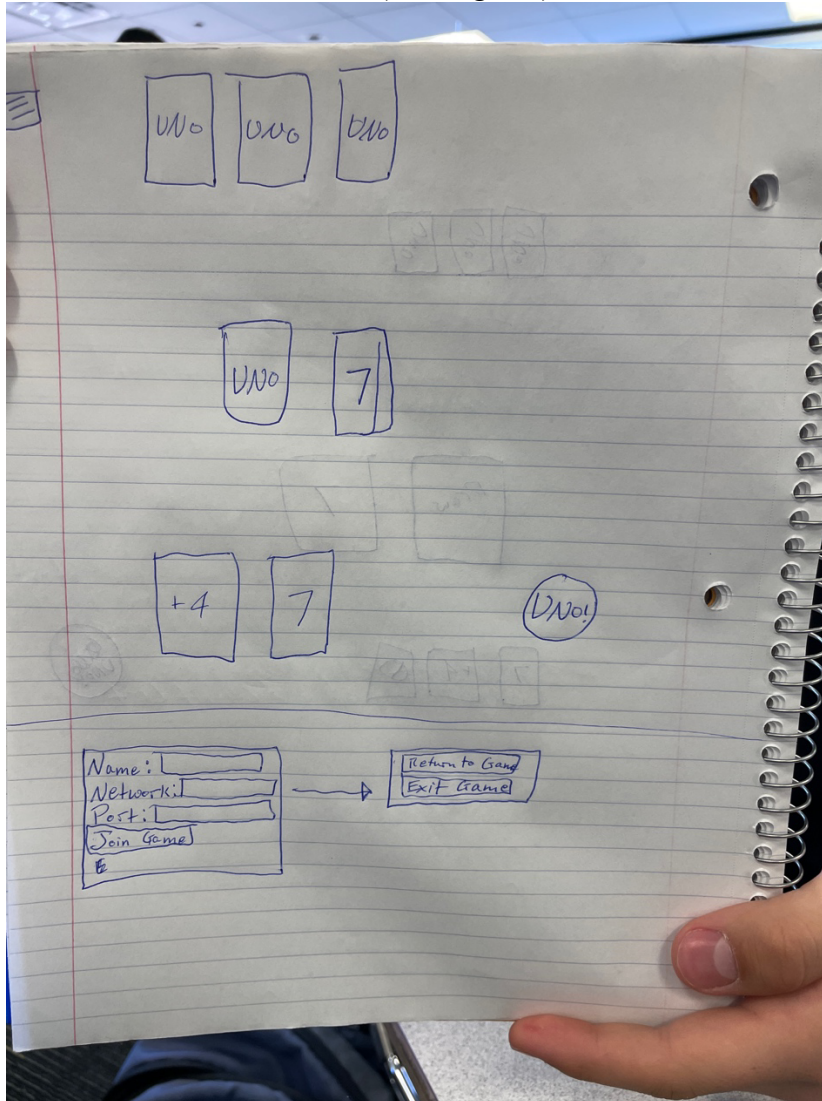 UNO UNO UNO
UNO 7
+4 7 UNO!
Name:
Network:
Port:
Join Game
Return to Game
Exit Game